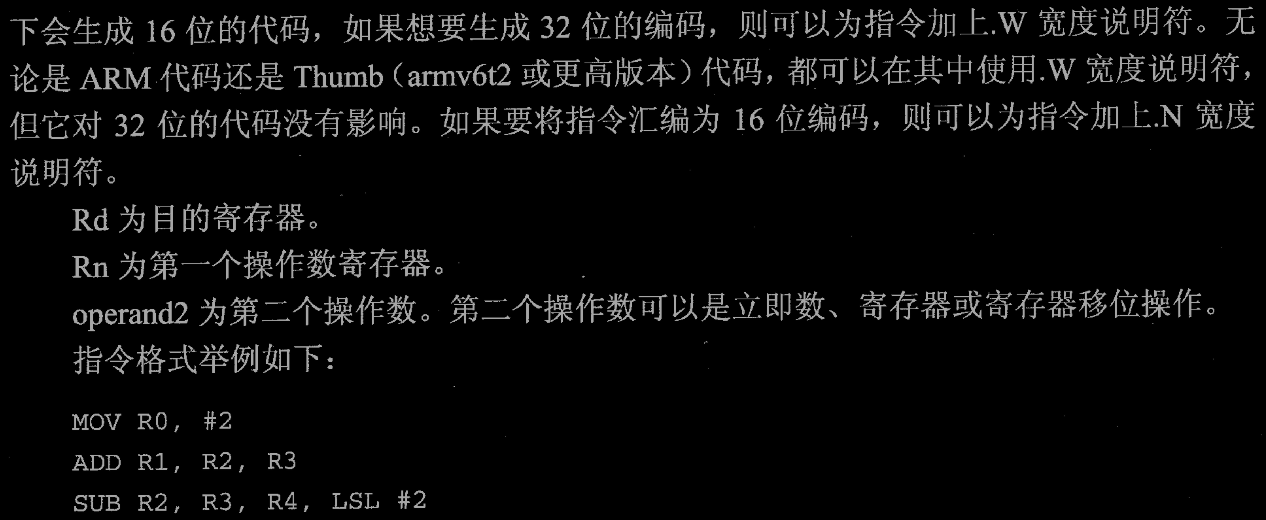 下会生成 16 位的代码，如果想要生成 32 位的编码，则可以为指令加上.W 宽度说明符。无
论是 ARM 代码还是 Thumb（armv6t2 或更高版本）代码，都可以在其中使用.W 宽度说明符，
但它对 32 位的代码没有影响。如果要将指令汇编为 16 位编码，则可以为指令加上.N 宽度
说明符。
Rd 为目的寄存器。
Rn 为第一个操作数寄存器。
operand2 为第二个操作数。第二个操作数可以是立即数、寄存器或寄存器移位操作。
指令格式举例如下：
MOV R0, #2
ADD R1, R2, R3
SUB R2, R3, R4, LSL #2